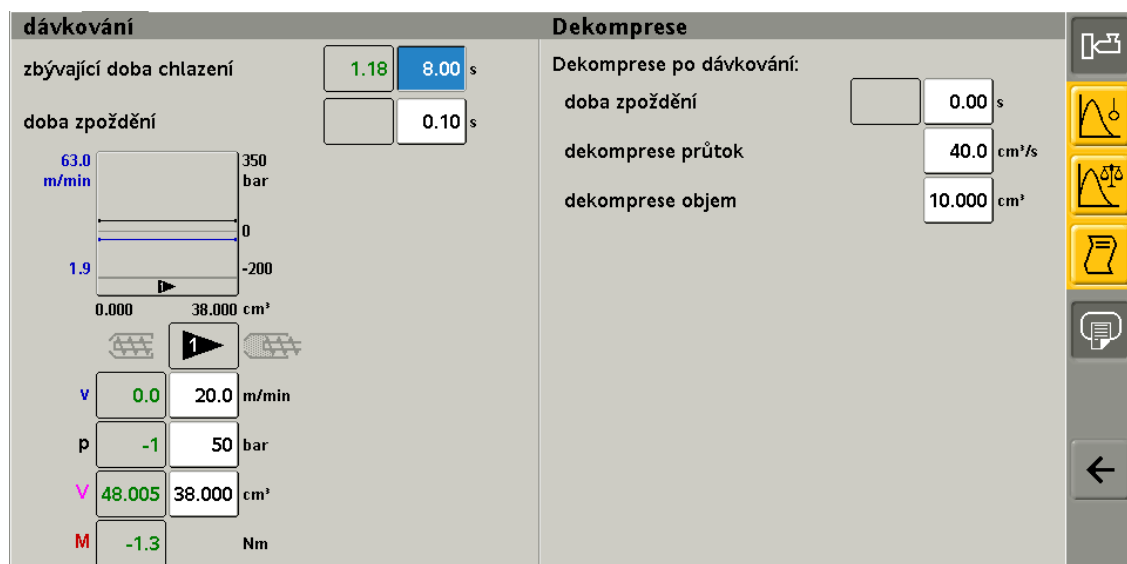 dávkování
zbývající doba chlazení 1.18 8.00 s
doba zpoždění 0.10 s
63.0 350
m/min bar
0
1.9 -200
1
0.000 38.000 cm³
1
v 0.0 20.0 m/min
p -1 50 bar
V 48.005 38.000 cm³
M -1.3 Nm
Dekomprese
Dekomprese po dávkování:
doba zpoždění 0.00 s
dekomprese průtok 40.0 cm³/s
dekomprese objem 10.000 cm³